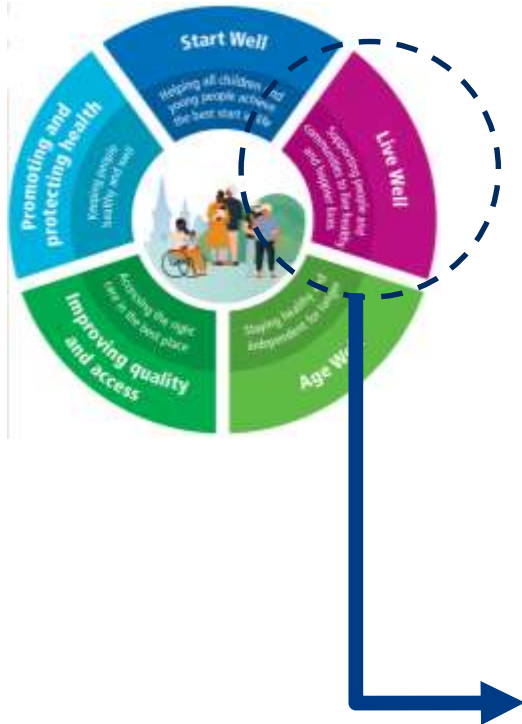 Start Well
Helping all children and
young people achieve
the best start in life
Live Well
Supporting people and
communities to live healthy
and happier lives
Age Well
Staying healthy and
independent for longer
Improving quality
and access
Accessing the right
care in the best place
Promoting and
protecting health
Keeping people
healthy and well